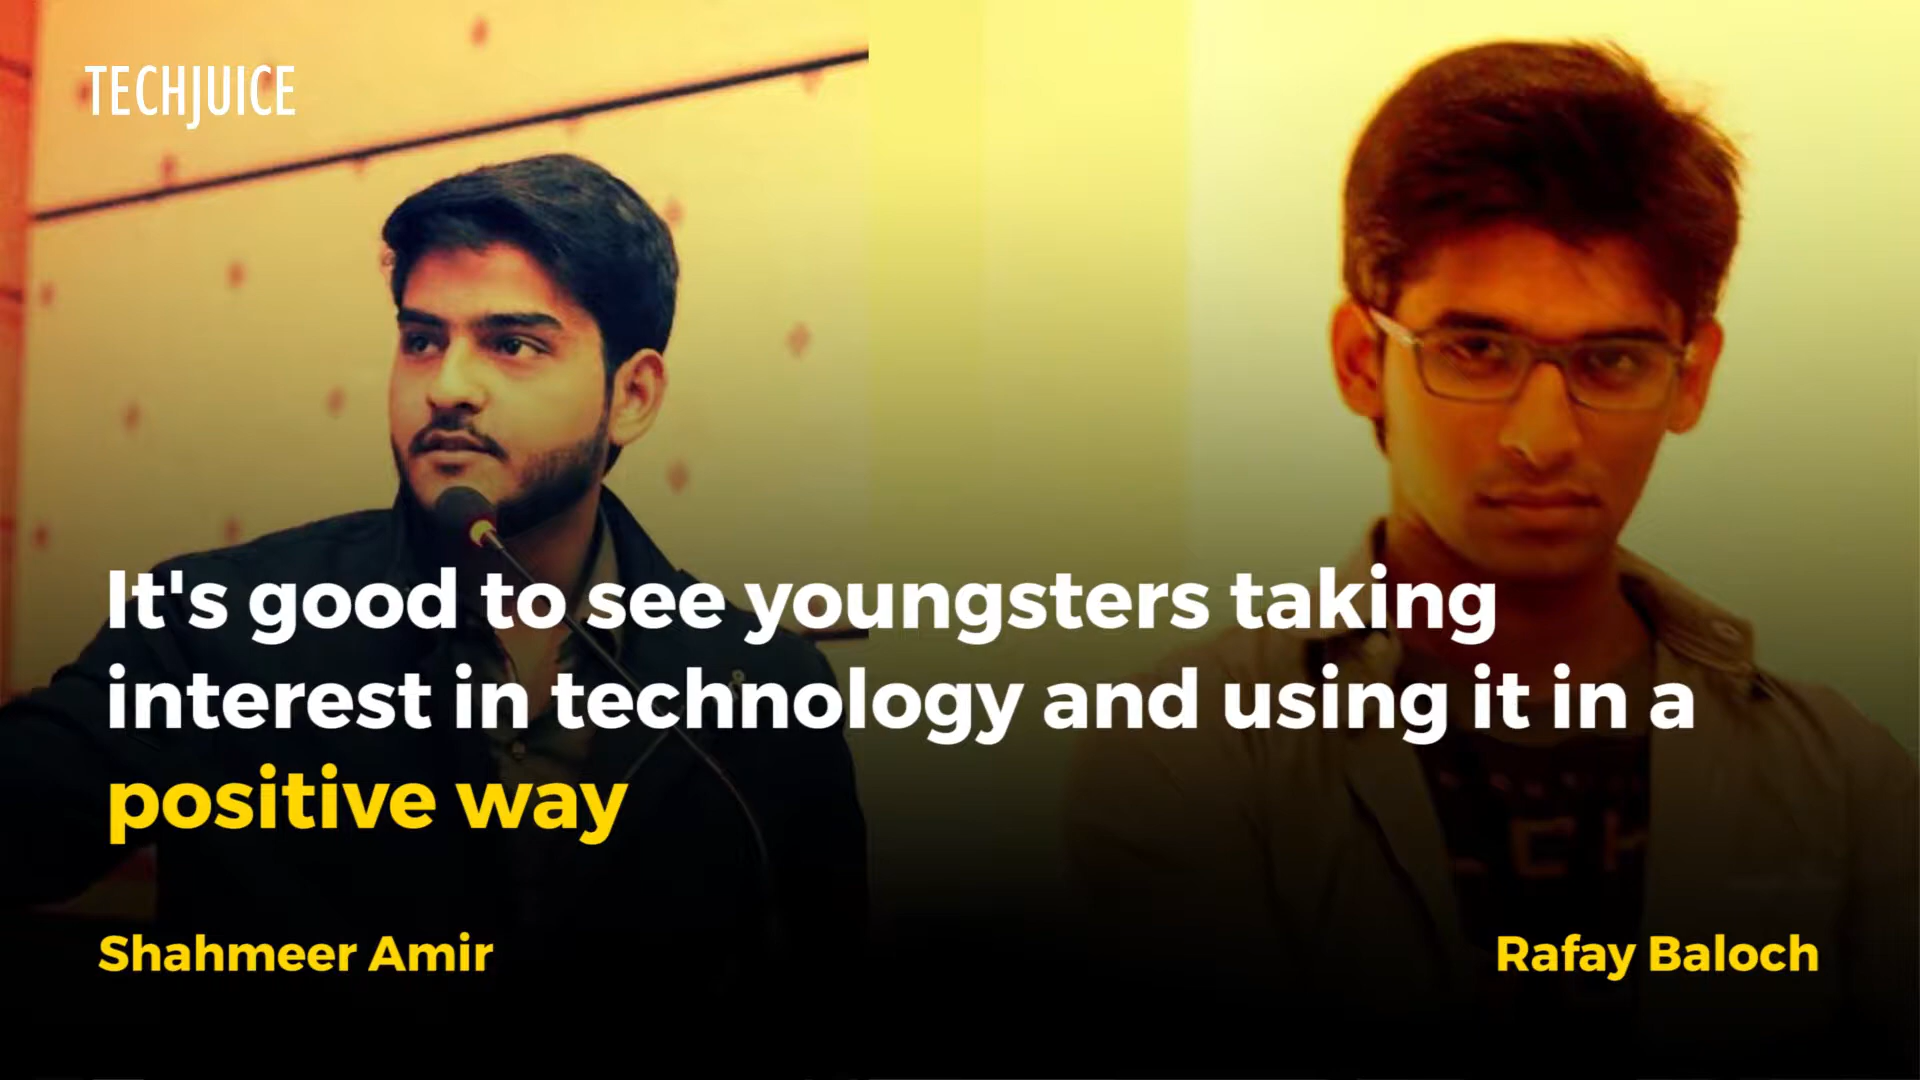 TECHJUICE
It's good to see youngsters taking
interest in technology and using it in a
positive way
Shahmeer Amir
Rafay Baloch